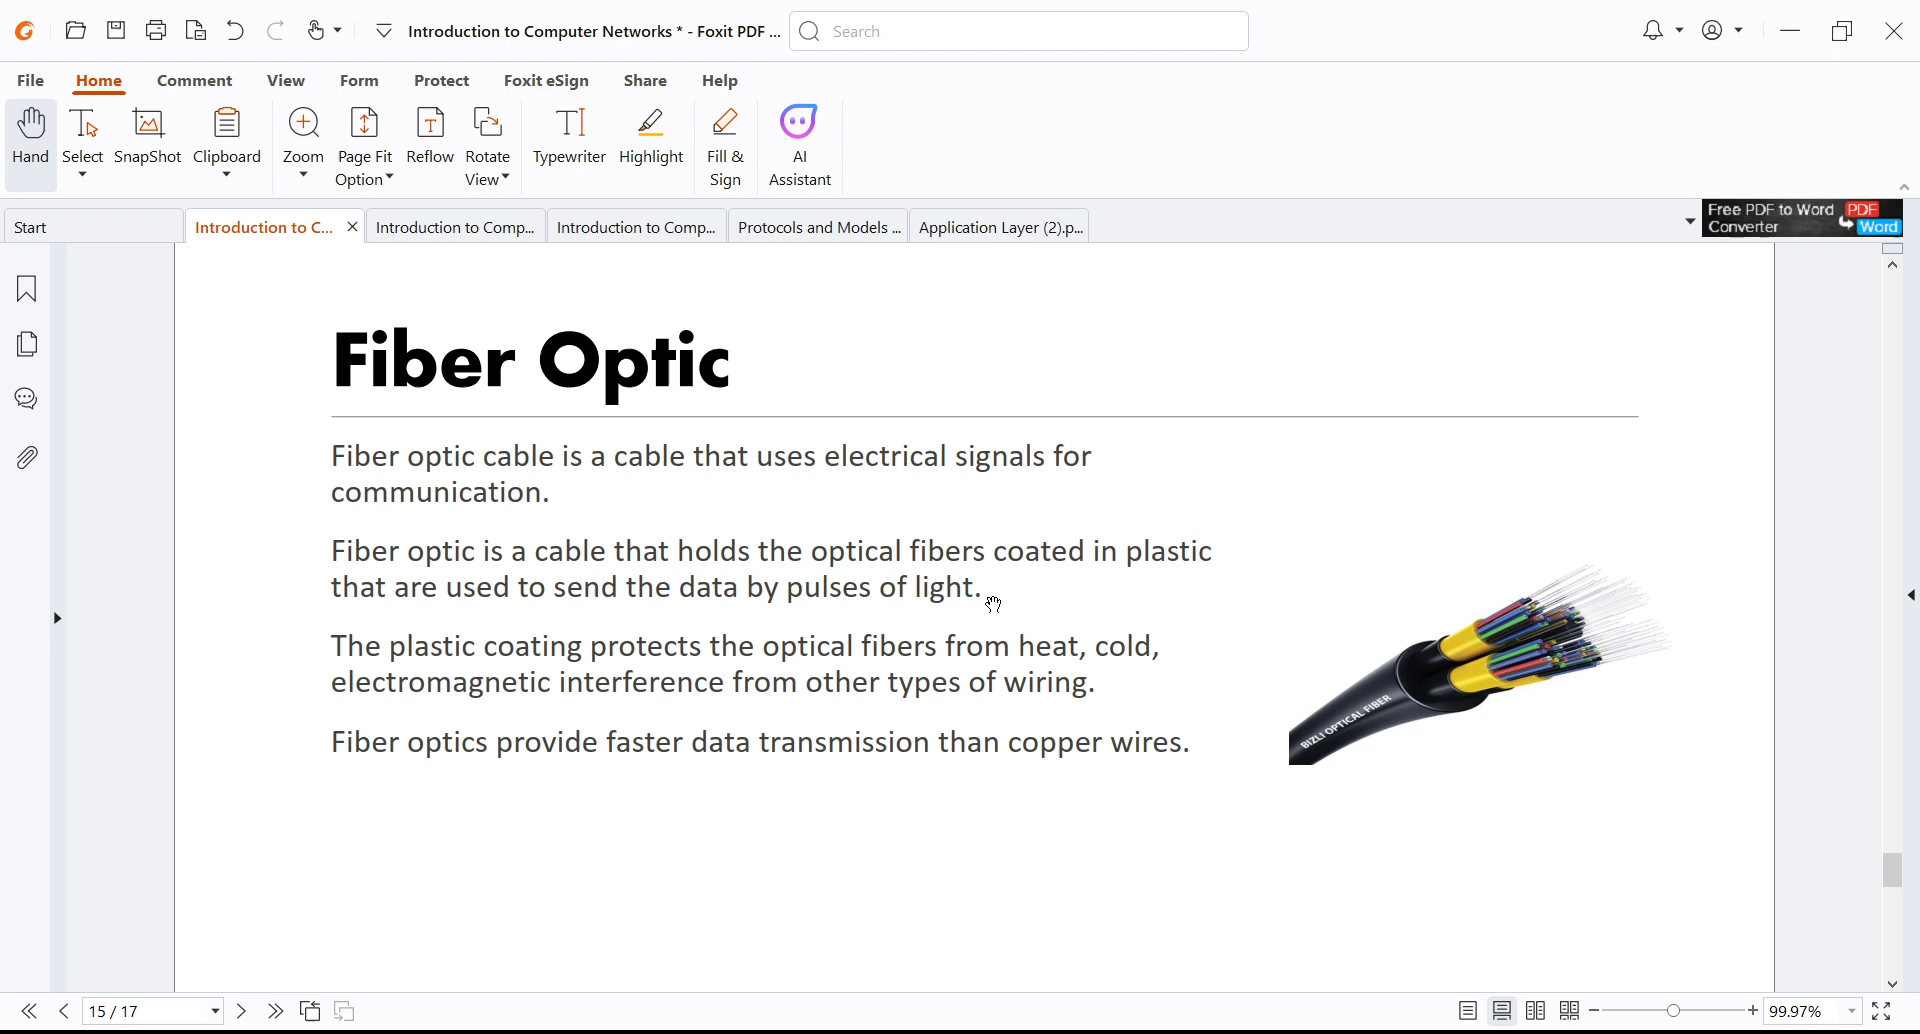 Introduction to Computer Networks * - Foxit PDF ...
Search
File Home Comment View Form Protect Foxit eSign Share Help
Hand Select SnapShot Clipboard Zoom Page Fit Option Reflow Rotate View Typewriter Highlight Fill & Sign AI Assistant
Start Introduction to C... Introduction to Comp... Introduction to Comp... Protocols and Models ... Application Layer (2).p...
Free PDF to Word PDF
Converter Word
Fiber Optic
Fiber optic cable is a cable that uses electrical signals for
communication.
Fiber optic is a cable that holds the optical fibers coated in plastic
that are used to send the data by pulses of light.
The plastic coating protects the optical fibers from heat, cold,
electromagnetic interference from other types of wiring.
Fiber optics provide faster data transmission than copper wires.
BIZLI OPTICAL FIBER
15 / 17
99.97%